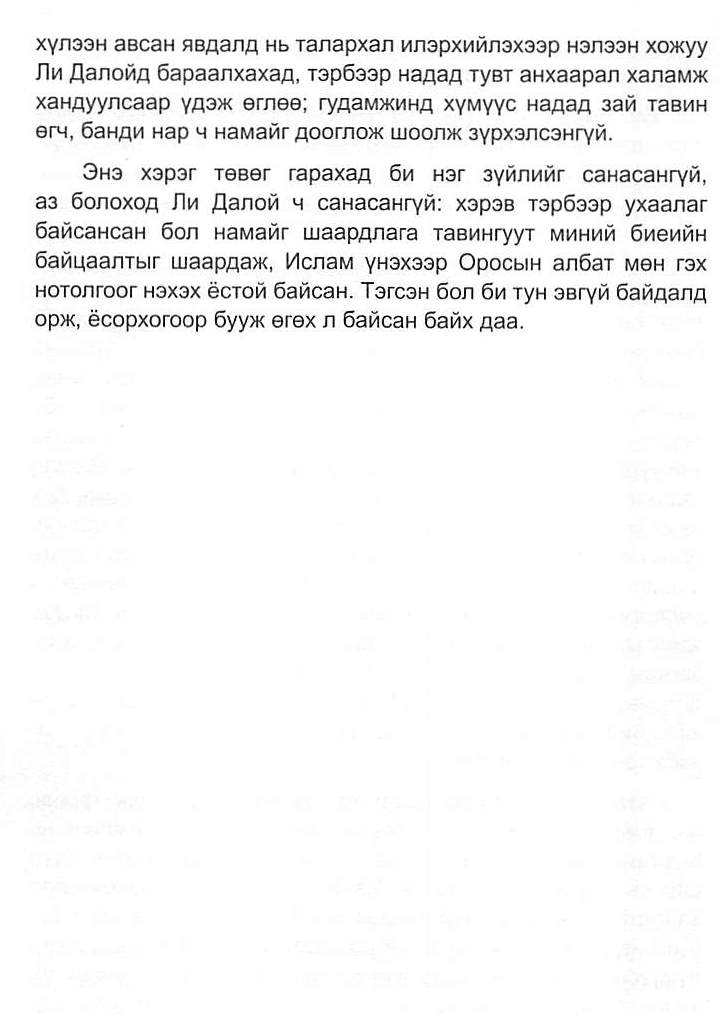 хүлээн авсан явдалд нь талархал илэрхийлэхээр нэлээн хожуу
Ли Далойд бараалхахад, тэрбээр надад тувт анхаарал халамж
хандуулсаар үдэж өглөө; гудамжинд хүмүүс надад зай тавин
өгч, банди нар ч намайг дооглож шоолж зүрхэлсэнгүй.
Энэ хэрэг төвөг гарахад би нэг зүйлийг санасангүй,
аз болоход Ли Далой ч санасангүй: хэрэв тэрбээр ухаалаг
байсансан бол намайг шаардлага тавингуут миний биеийн
байцаалтыг шаардаж, Ислам үнэхээр Оросын албат мөн гэх
нотолгоог нэхэх ёстой байсан. Тэгсэн бол би тун эвгүй байдалд
орж, ёсорхогоор бууж өгөх л байсан байх даа.